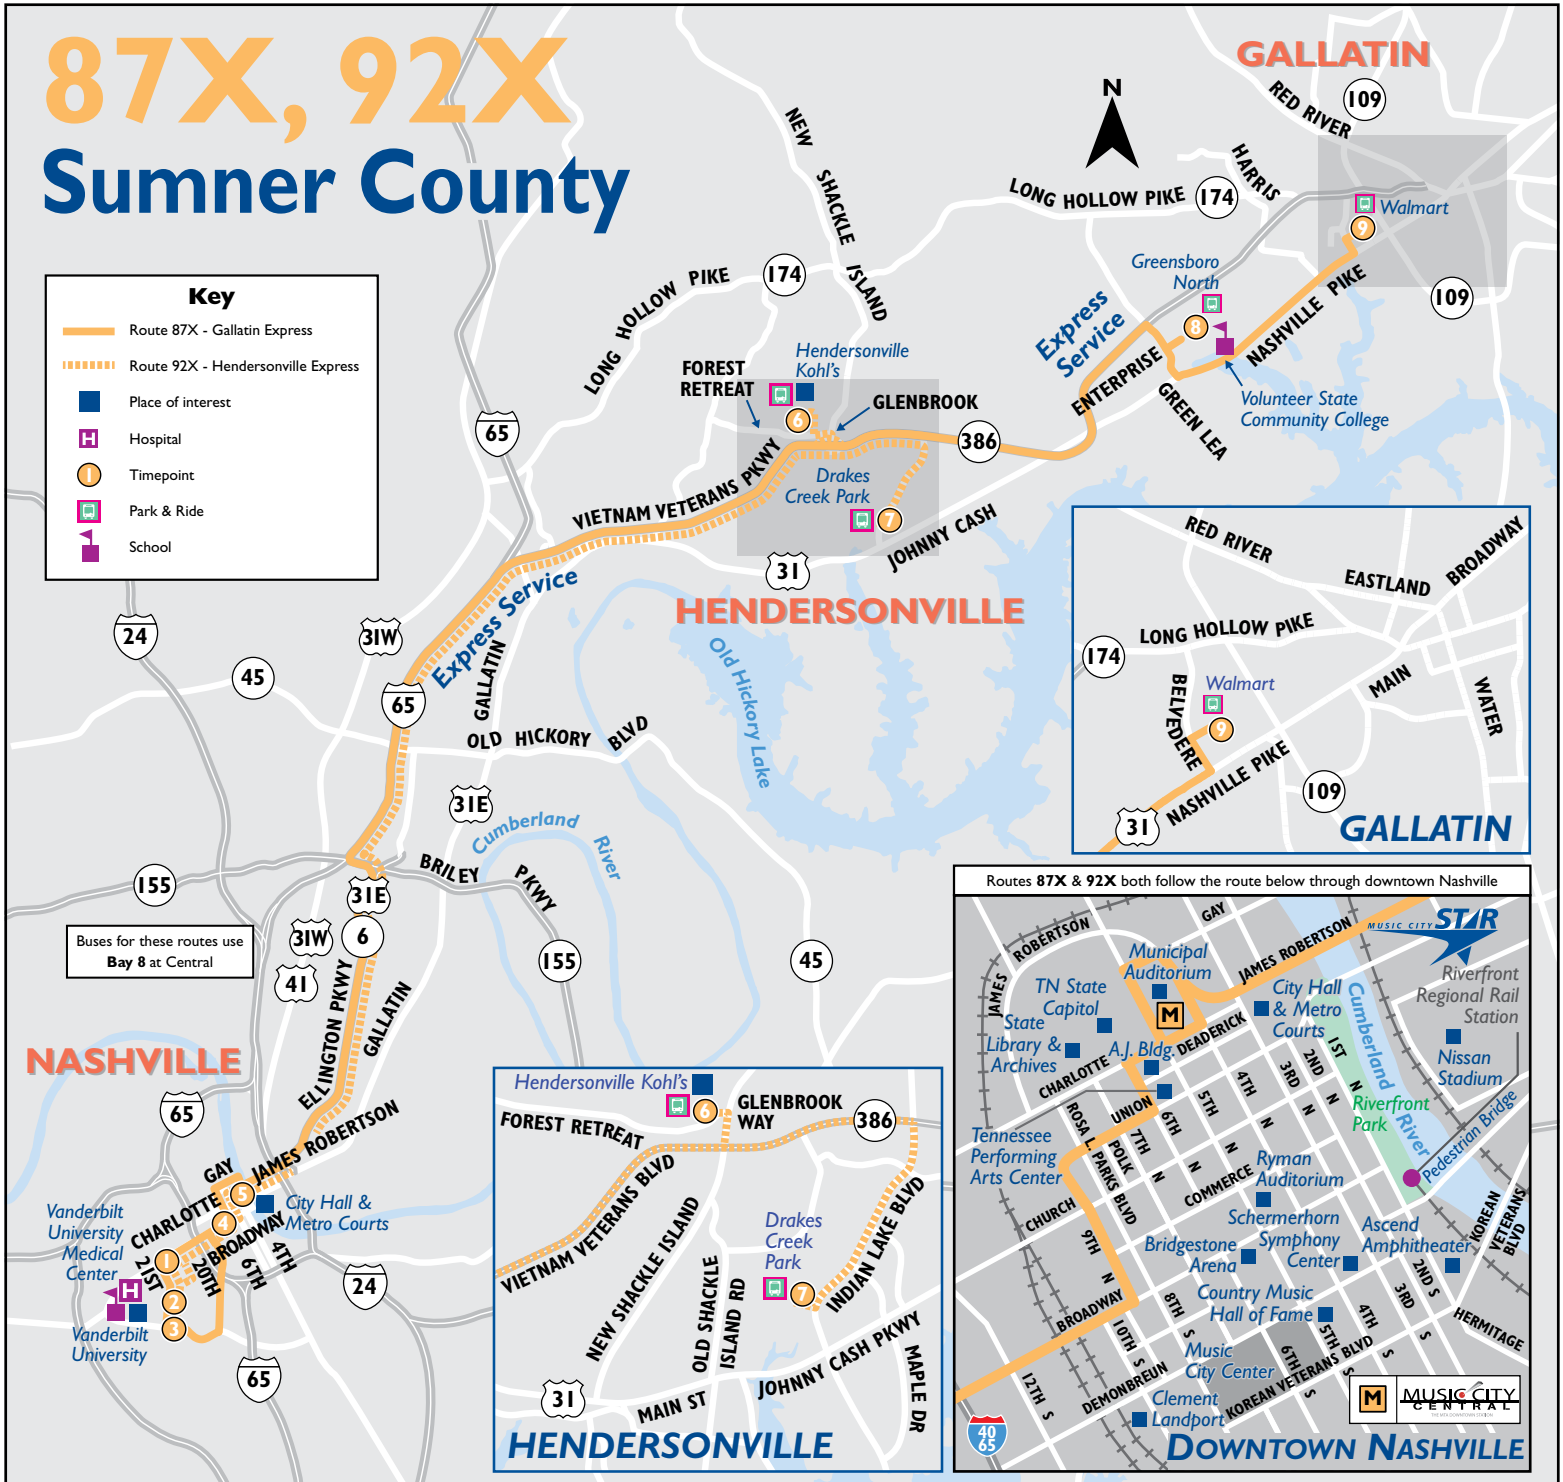 87X, 92X
Sumner County
Key
Route 87X - Gallatin Express
Route 92X - Hendersonville Express
Place of interest
H
Hospital
1
Timepoint
Park & Ride
School
GALLATIN
N
RED RIVER
109
HARRIS
LONG HOLLOW PIKE
174
Walmart
9
NEW SHACKLE ISLAND
Greensboro
North
8
109
NASHVILLE PIKE
LONG HOLLOW PIKE
174
Express
Service
ENTERPRISE
GREEN LEA
Volunteer State
Community College
FOREST
RETREAT
Hendersonville
Kohl's
6
GLENBROOK
386
65
VIETNAM VETERANS PKWY
Drakes
Creek Park
7
JOHNNY CASH
31
HENDERSONVILLE
Express Service
24
31W
45
65
GALLATIN
OLD HICKORY BLVD
Old Hickory Lake
31E
Cumberland River
BRILEY PKWY
155
31E
31W
6
41
155
45
Buses for these routes use
Bay 8 at Central
ELLINGTON PKWY
GALLATIN
NASHVILLE
65
JAMES ROBERTSON
GAY
5
CHARLOTTE
4
City Hall &
Metro Courts
BROADWAY
Vanderbilt
University
Medical
Center
1
21ST
20TH
6TH
4TH
H
2
3
24
Vanderbilt
University
65
RED RIVER
EASTLAND
BROADWAY
LONG HOLLOW PIKE
174
Walmart
9
BELVEDERE
MAIN
WATER
NASHVILLE PIKE
109
31
GALLATIN
Hendersonville Kohl's
6
GLENBROOK
WAY
386
FOREST RETREAT
VIETNAM VETERANS BLVD
NEW SHACKLE ISLAND
OLD SHACKLE
ISLAND RD
Drakes
Creek
Park
7
INDIAN LAKE BLVD
JOHNNY CASH PKWY
MAPLE DR
31
MAIN ST
HENDERSONVILLE
Routes 87X & 92X both follow the route below through downtown Nashville
JAMES ROBERTSON
GAY
JAMES ROBERTSON
MUSIC CITY STAR
Municipal
Auditorium
Riverfront
Regional Rail
Station
TN State
Capitol
M
City Hall
& Metro
Courts
State
Library &
Archives
A.J. Bldg.
DEADERICK
Cumberland River
Nissan
Stadium
CHARLOTTE
1ST N
2ND N
3RD N
4TH N
5TH N
6TH N
7TH N
Riverfront
Park
UNION
Pedestrian Bridge
Tennessee
Performing
Arts Center
ROSA L. PARKS BLVD
POLK
Ryman
Auditorium
COMMERCE
CHURCH
9TH N
Schermerhorn
Symphony
Center
Ascend
Amphitheater
KOREAN
VETERANS
BLVD
Bridgestone
Arena
BROADWAY
Country Music
Hall of Fame
2ND S
3RD S
4TH S
5TH S
6TH S
8TH S
10TH S
12TH S
HERMITAGE
Music
City Center
DEMONBREUN
KOREAN VETERANS BLVD
Clement
Landport
40
65
M
MUSIC CITY
CENTRAL
DOWNTOWN NASHVILLE